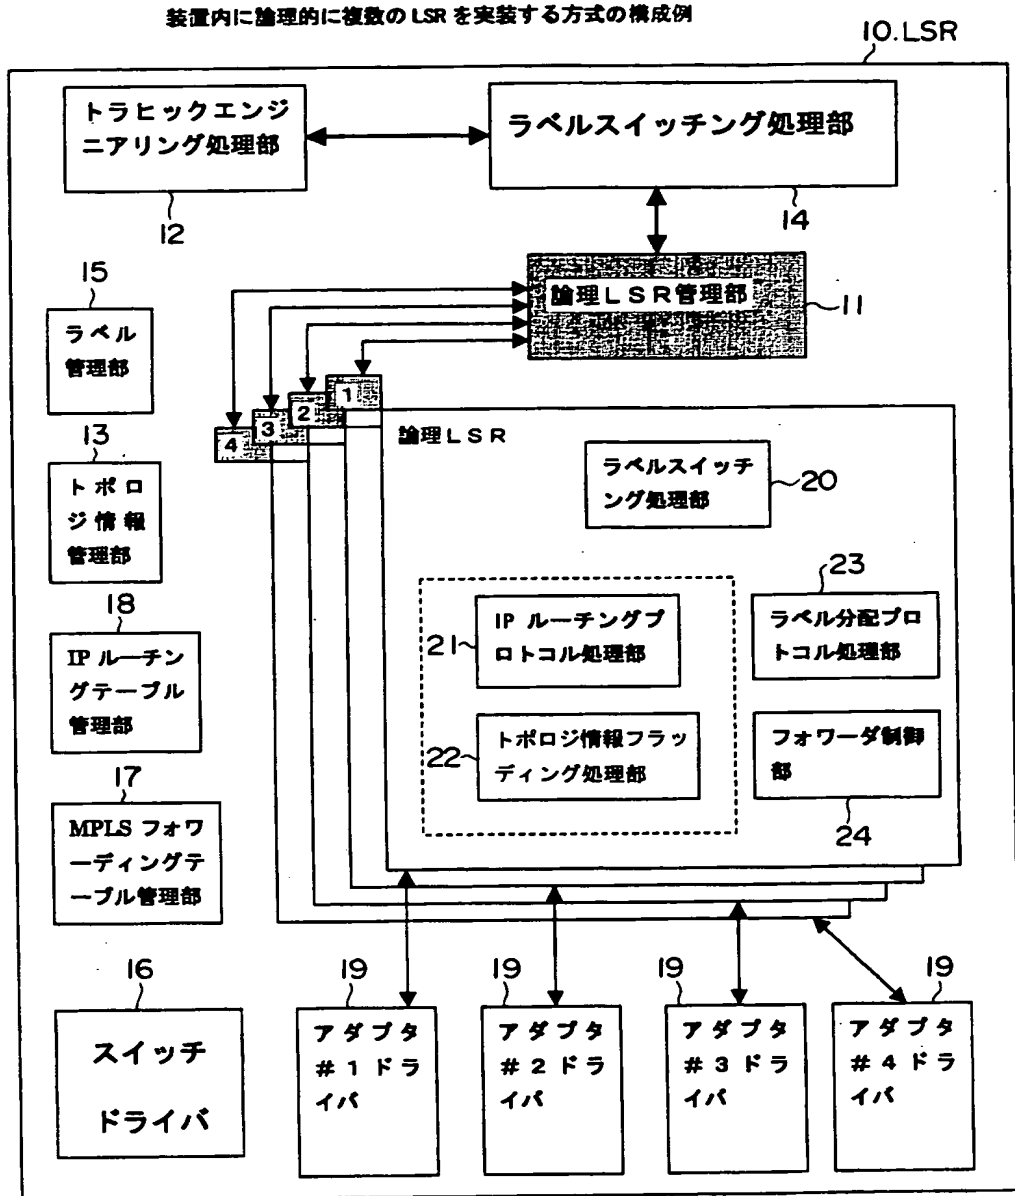 装置内に論理的に複数のLSRを実装する方式の構成例
10.LSR
トラヒックエンジ
ニアリング処理部
12
ラベルスイッチング処理部
14
論理LSR管理部
11
15
ラベル
管理部
1
2
3
4
論理LSR
ラベルスイッチ
ング処理部
20
13
トポロ
ジ情報
管理部
23
ラベル分配プロ
トコル処理部
21
IP ルーチングプ
ロトコル処理部
18
IPルーチン
グテーブル
管理部
22
トポロジ情報フラッ
ディング処理部
フォワーダ制御
部
24
17
MPLSフォワ
ーディングテ
ーブル管理部
16
スイッチ
ドライバ
19
アダプタ
#1ドラ
イバ
19
アダプタ
#2ドラ
イバ
19
アダプタ
#3ドラ
イバ
19
アダプタ
#4ドラ
イバ